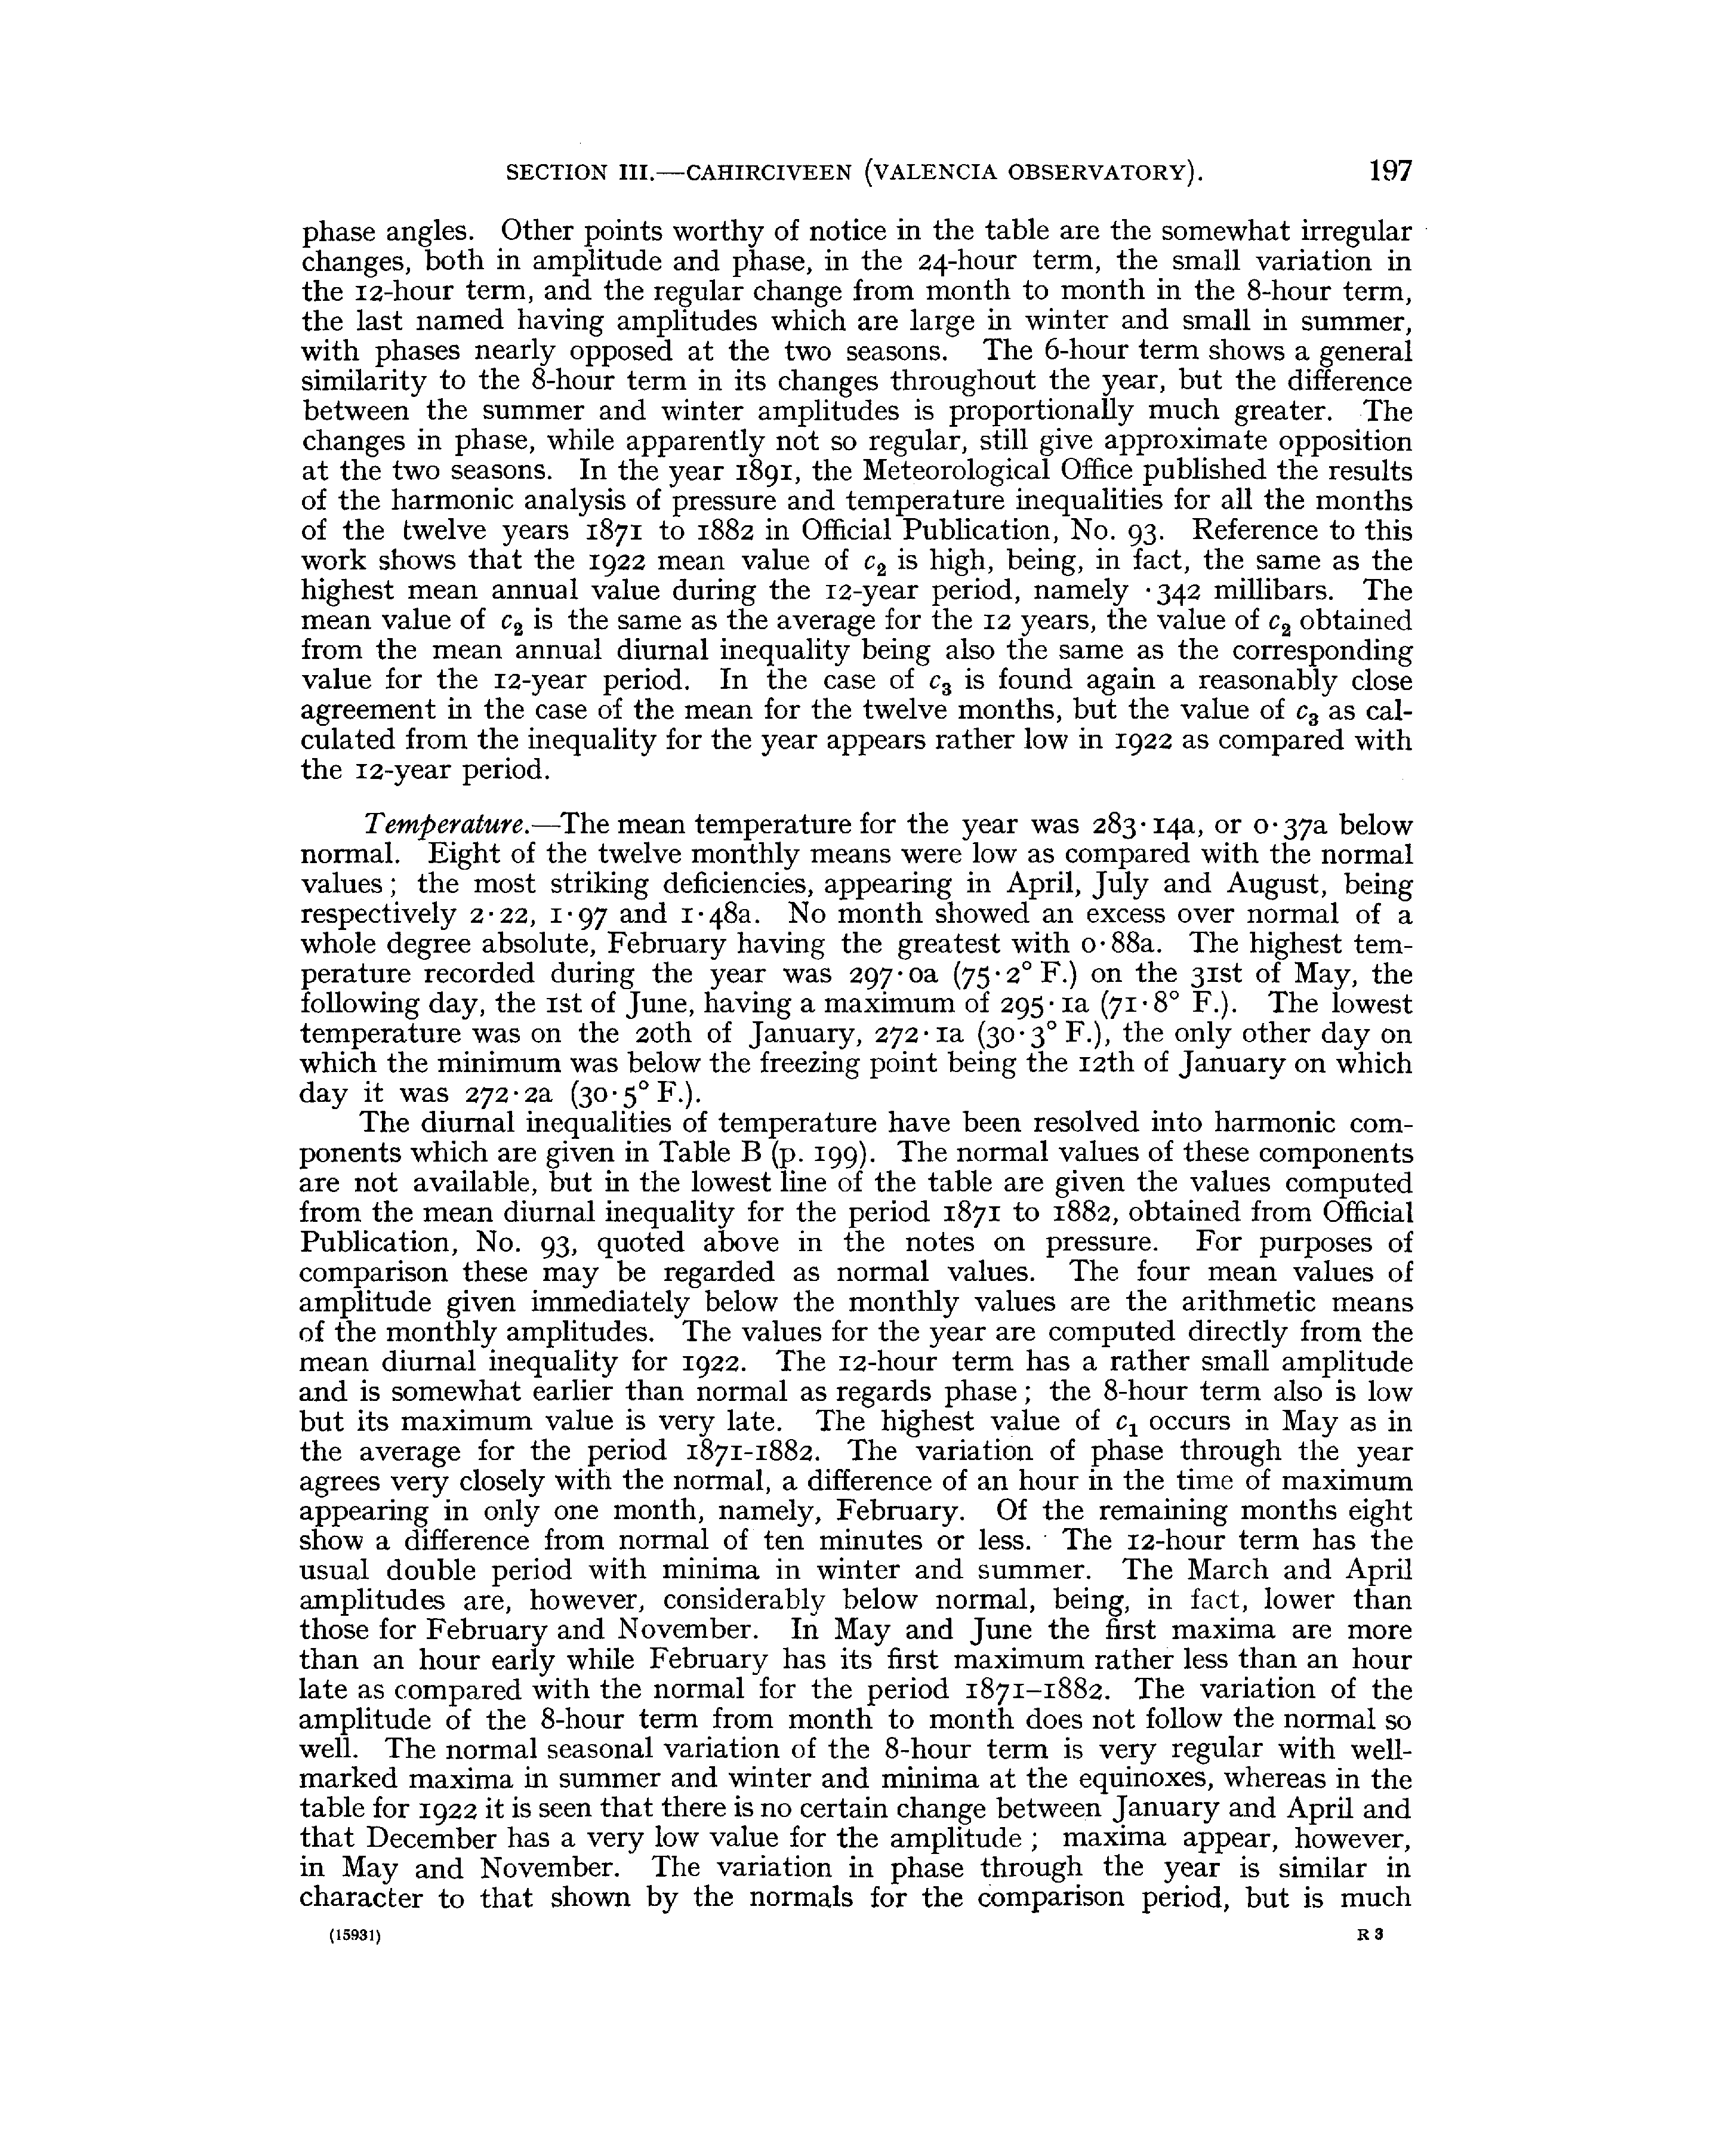 SECTION III.—CAHIRCIVEEN (VALENCIA OBSERVATORY). 197
phase angles. Other points worthy of notice in the table are the somewhat irregular
changes, both in amplitude and phase, in the 24-hour term, the small variation in
the 12-hour term, and the regular change from month to month in the 8-hour term,
the last named having amplitudes which are large in winter and small in summer,
with phases nearly opposed at the two seasons. The 6-hour term shows a general
similarity to the 8-hour term in its changes throughout the year, but the difference
between the summer and winter amplitudes is proportionally much greater. The
changes in phase, while apparently not so regular, still give approximate opposition
at the two seasons. In the year 1891, the Meteorological Office published the results
of the harmonic analysis of pressure and temperature inequalities for all the months
of the twelve years 1871 to 1882 in Official Publication, No. 93. Reference to this
work shows that the 1922 mean value of c₂ is high, being, in fact, the same as the
highest mean annual value during the 12-year period, namely ·342 millibars. The
mean value of c₂ is the same as the average for the 12 years, the value of c₂ obtained
from the mean annual diurnal inequality being also the same as the corresponding
value for the 12-year period. In the case of c₃ is found again a reasonably close
agreement in the case of the mean for the twelve months, but the value of c₃ as cal-
culated from the inequality for the year appears rather low in 1922 as compared with
the 12-year period.
Temperature.—The mean temperature for the year was 283·14a, or 0·37a below
normal. Eight of the twelve monthly means were low as compared with the normal
values; the most striking deficiencies, appearing in April, July and August, being
respectively 2·22, 1·97 and 1·48a. No month showed an excess over normal of a
whole degree absolute, February having the greatest with 0·88a. The highest tem-
perature recorded during the year was 297·0a (75·2° F.) on the 31st of May, the
following day, the 1st of June, having a maximum of 295·1a (71·8° F.). The lowest
temperature was on the 20th of January, 272·1a (30·3° F.), the only other day on
which the minimum was below the freezing point being the 12th of January on which
day it was 272·2a (30·5° F.).
The diurnal inequalities of temperature have been resolved into harmonic com-
ponents which are given in Table B (p. 199). The normal values of these components
are not available, but in the lowest line of the table are given the values computed
from the mean diurnal inequality for the period 1871 to 1882, obtained from Official
Publication, No. 93, quoted above in the notes on pressure. For purposes of
comparison these may be regarded as normal values. The four mean values of
amplitude given immediately below the monthly values are the arithmetic means
of the monthly amplitudes. The values for the year are computed directly from the
mean diurnal inequality for 1922. The 12-hour term has a rather small amplitude
and is somewhat earlier than normal as regards phase; the 8-hour term also is low
but its maximum value is very late. The highest value of c₁ occurs in May as in
the average for the period 1871-1882. The variation of phase through the year
agrees very closely with the normal, a difference of an hour in the time of maximum
appearing in only one month, namely, February. Of the remaining months eight
show a difference from normal of ten minutes or less. The 12-hour term has the
usual double period with minima in winter and summer. The March and April
amplitudes are, however, considerably below normal, being, in fact, lower than
those for February and November. In May and June the first maxima are more
than an hour early while February has its first maximum rather less than an hour
late as compared with the normal for the period 1871–1882. The variation of the
amplitude of the 8-hour term from month to month does not follow the normal so
well. The normal seasonal variation of the 8-hour term is very regular with well-
marked maxima in summer and winter and minima at the equinoxes, whereas in the
table for 1922 it is seen that there is no certain change between January and April and
that December has a very low value for the amplitude; maxima appear, however,
in May and November. The variation in phase through the year is similar in
character to that shown by the normals for the comparison period, but is much
(15931) R 3